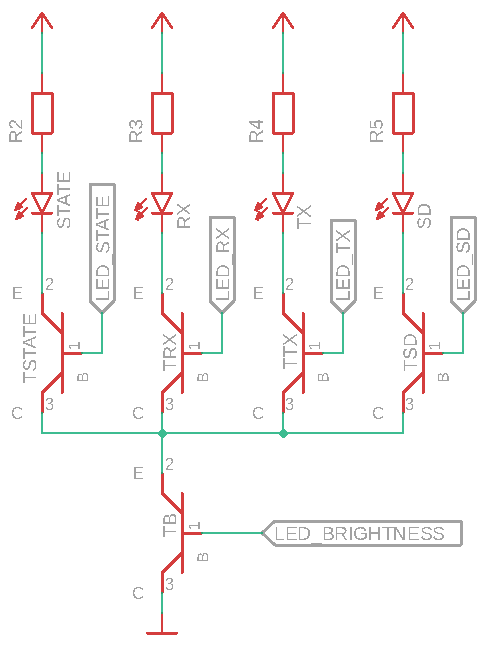 R2
R3
R4
R5
STATE
RX
TX
SD
LED_STATE
LED_RX
LED_TX
LED_SD
E
2
E
2
E
2
E
2
TSTATE
1
B
TRX
1
B
TTX
1
B
TSD
1
B
C
3
C
3
C
3
C
3
E
2
TB
1
B
LED_BRIGHTNESS
C
3